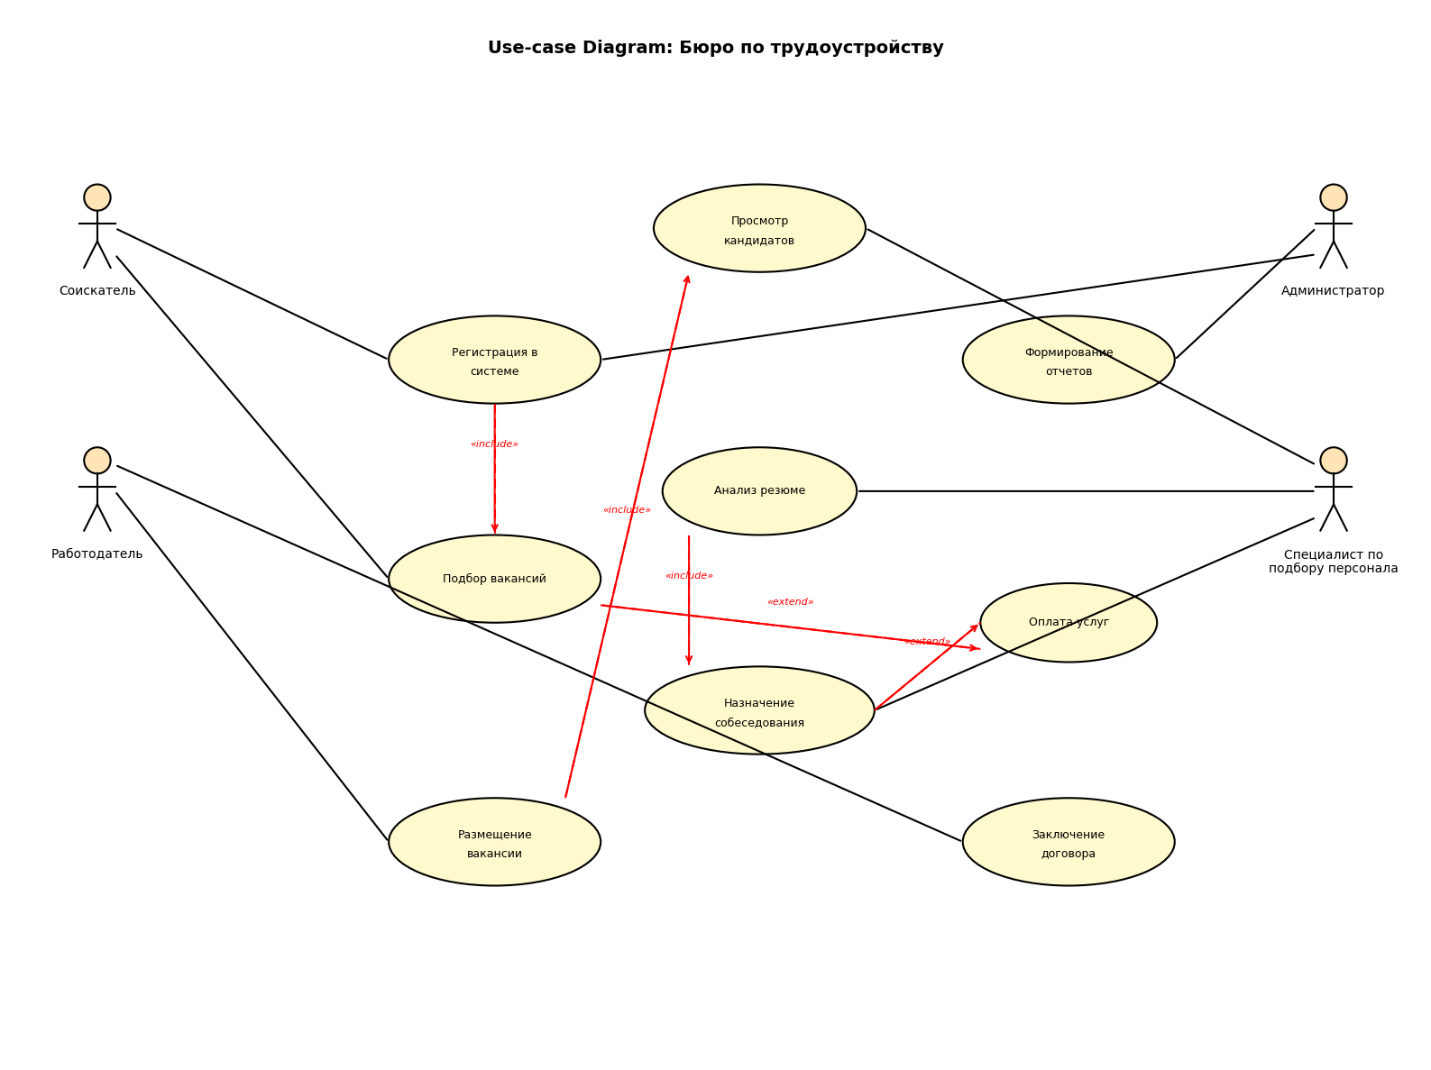 Use-case Diagram: Бюро по трудоустройству
Просмотр
кандидатов
Соискатель
Администратор
Регистрация в
системе
Формирование
отчетов
«include»
Анализ резюме
«include»
Работодатель
Специалист по
подбору персонала
Подбор вакансий
«include»
«extend»
Оплата услуг
«extend»
Назначение
собеседования
Размещение
вакансии
Заключение
договора